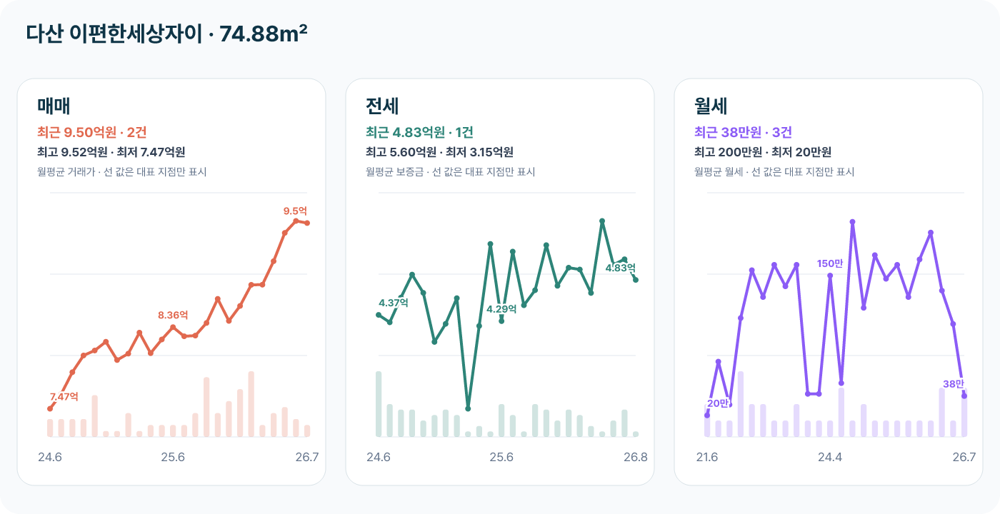 다산 이편한세상자이 · 74.88m²
매매
최근 9.50억원 · 2건
최고 9.52억원 · 최저 7.47억원
월평균 거래가 · 선 값은 대표 지점만 표시
9.5억
8.36억
7.47억
24.6 25.6 26.7
전세
최근 4.83억원 · 1건
최고 5.60억원 · 최저 3.15억원
월평균 보증금 · 선 값은 대표 지점만 표시
4.83억
4.37억
4.29억
24.6 25.6 26.8
월세
최근 38만원 · 3건
최고 200만원 · 최저 20만원
월평균 월세 · 선 값은 대표 지점만 표시
150만
38만
20만
21.6 24.4 26.7